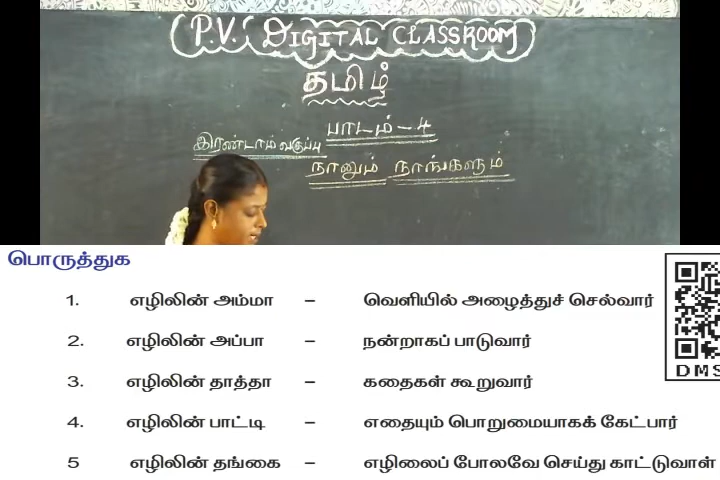 P.V. DIGITAL CLASSROOM
தமிழ்
பாடம் - 4
இரண்டாம் வகுப்பு
நானும் நாங்களும்
பொருத்துக
1. எழிலின் அம்மா – வெளியில் அழைத்துச் செல்வார்
2. எழிலின் அப்பா – நன்றாகப் பாடுவார்
3. எழிலின் தாத்தா – கதைகள் கூறுவார்
4. எழிலின் பாட்டி – எதையும் பொறுமையாகக் கேட்பார்
5 எழிலின் தங்கை – எழிலைப் போலவே செய்து காட்டுவாள்
DMS